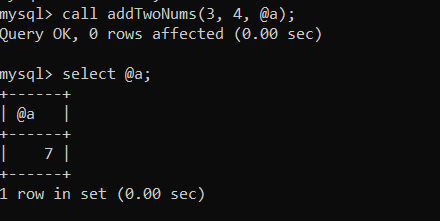 mysql> call addTwoNums(3, 4, @a);
Query OK, 0 rows affected (0.00 sec)
mysql> select @a;
+------+
| @a   |
+------+
|    7 |
+------+
1 row in set (0.00 sec)